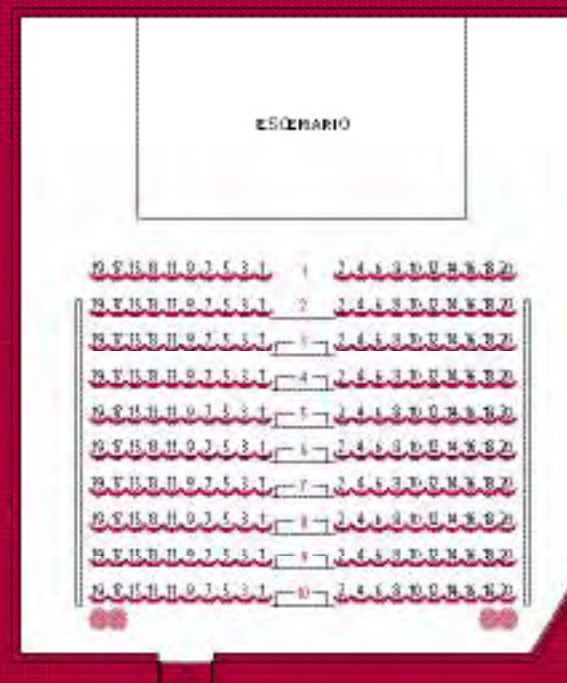 ESCENARIO
19 17 15 13 11 9 7 5 3 1 1 2 4 6 8 10 12 14 16 18 20
19 17 15 13 11 9 7 5 3 1 2 2 4 6 8 10 12 14 16 18 20
19 17 15 13 11 9 7 5 3 1 3 2 4 6 8 10 12 14 16 18 20
19 17 15 13 11 9 7 5 3 1 4 2 4 6 8 10 12 14 16 18 20
19 17 15 13 11 9 7 5 3 1 5 2 4 6 8 10 12 14 16 18 20
19 17 15 13 11 9 7 5 3 1 6 2 4 6 8 10 12 14 16 18 20
19 17 15 13 11 9 7 5 3 1 7 2 4 6 8 10 12 14 16 18 20
19 17 15 13 11 9 7 5 3 1 8 2 4 6 8 10 12 14 16 18 20
19 17 15 13 11 9 7 5 3 1 9 2 4 6 8 10 12 14 16 18 20
19 17 15 13 11 9 7 5 3 1 10 2 4 6 8 10 12 14 16 18 20